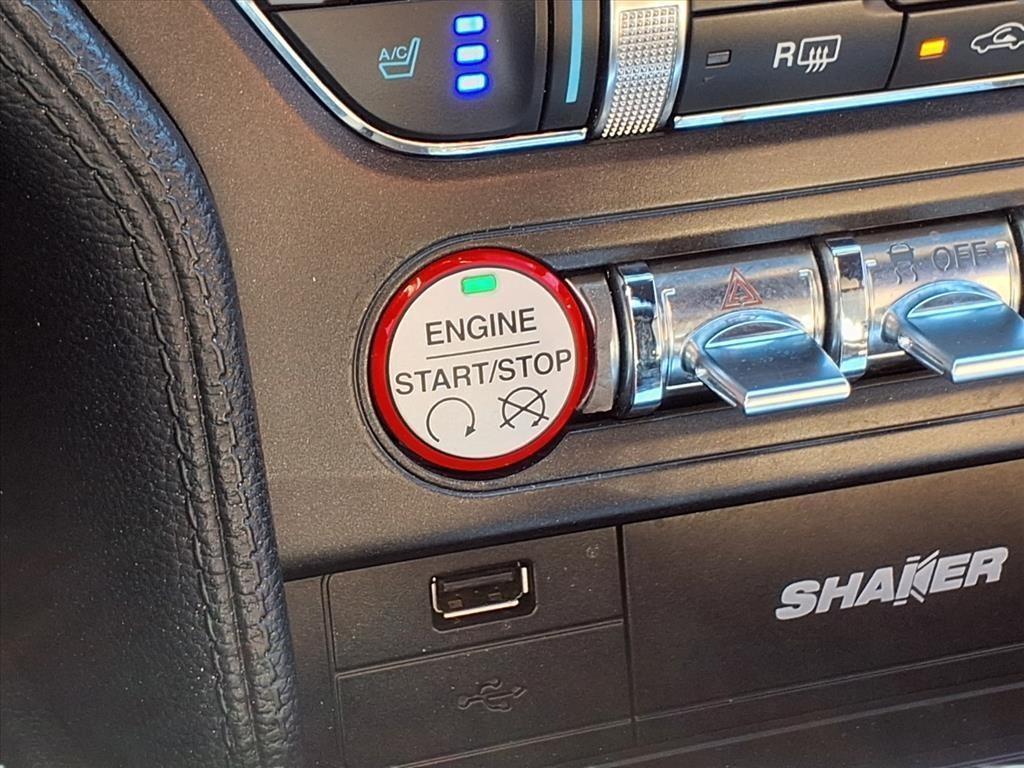 A/C
R
ENGINE
START/STOP
OFF
SHAKER